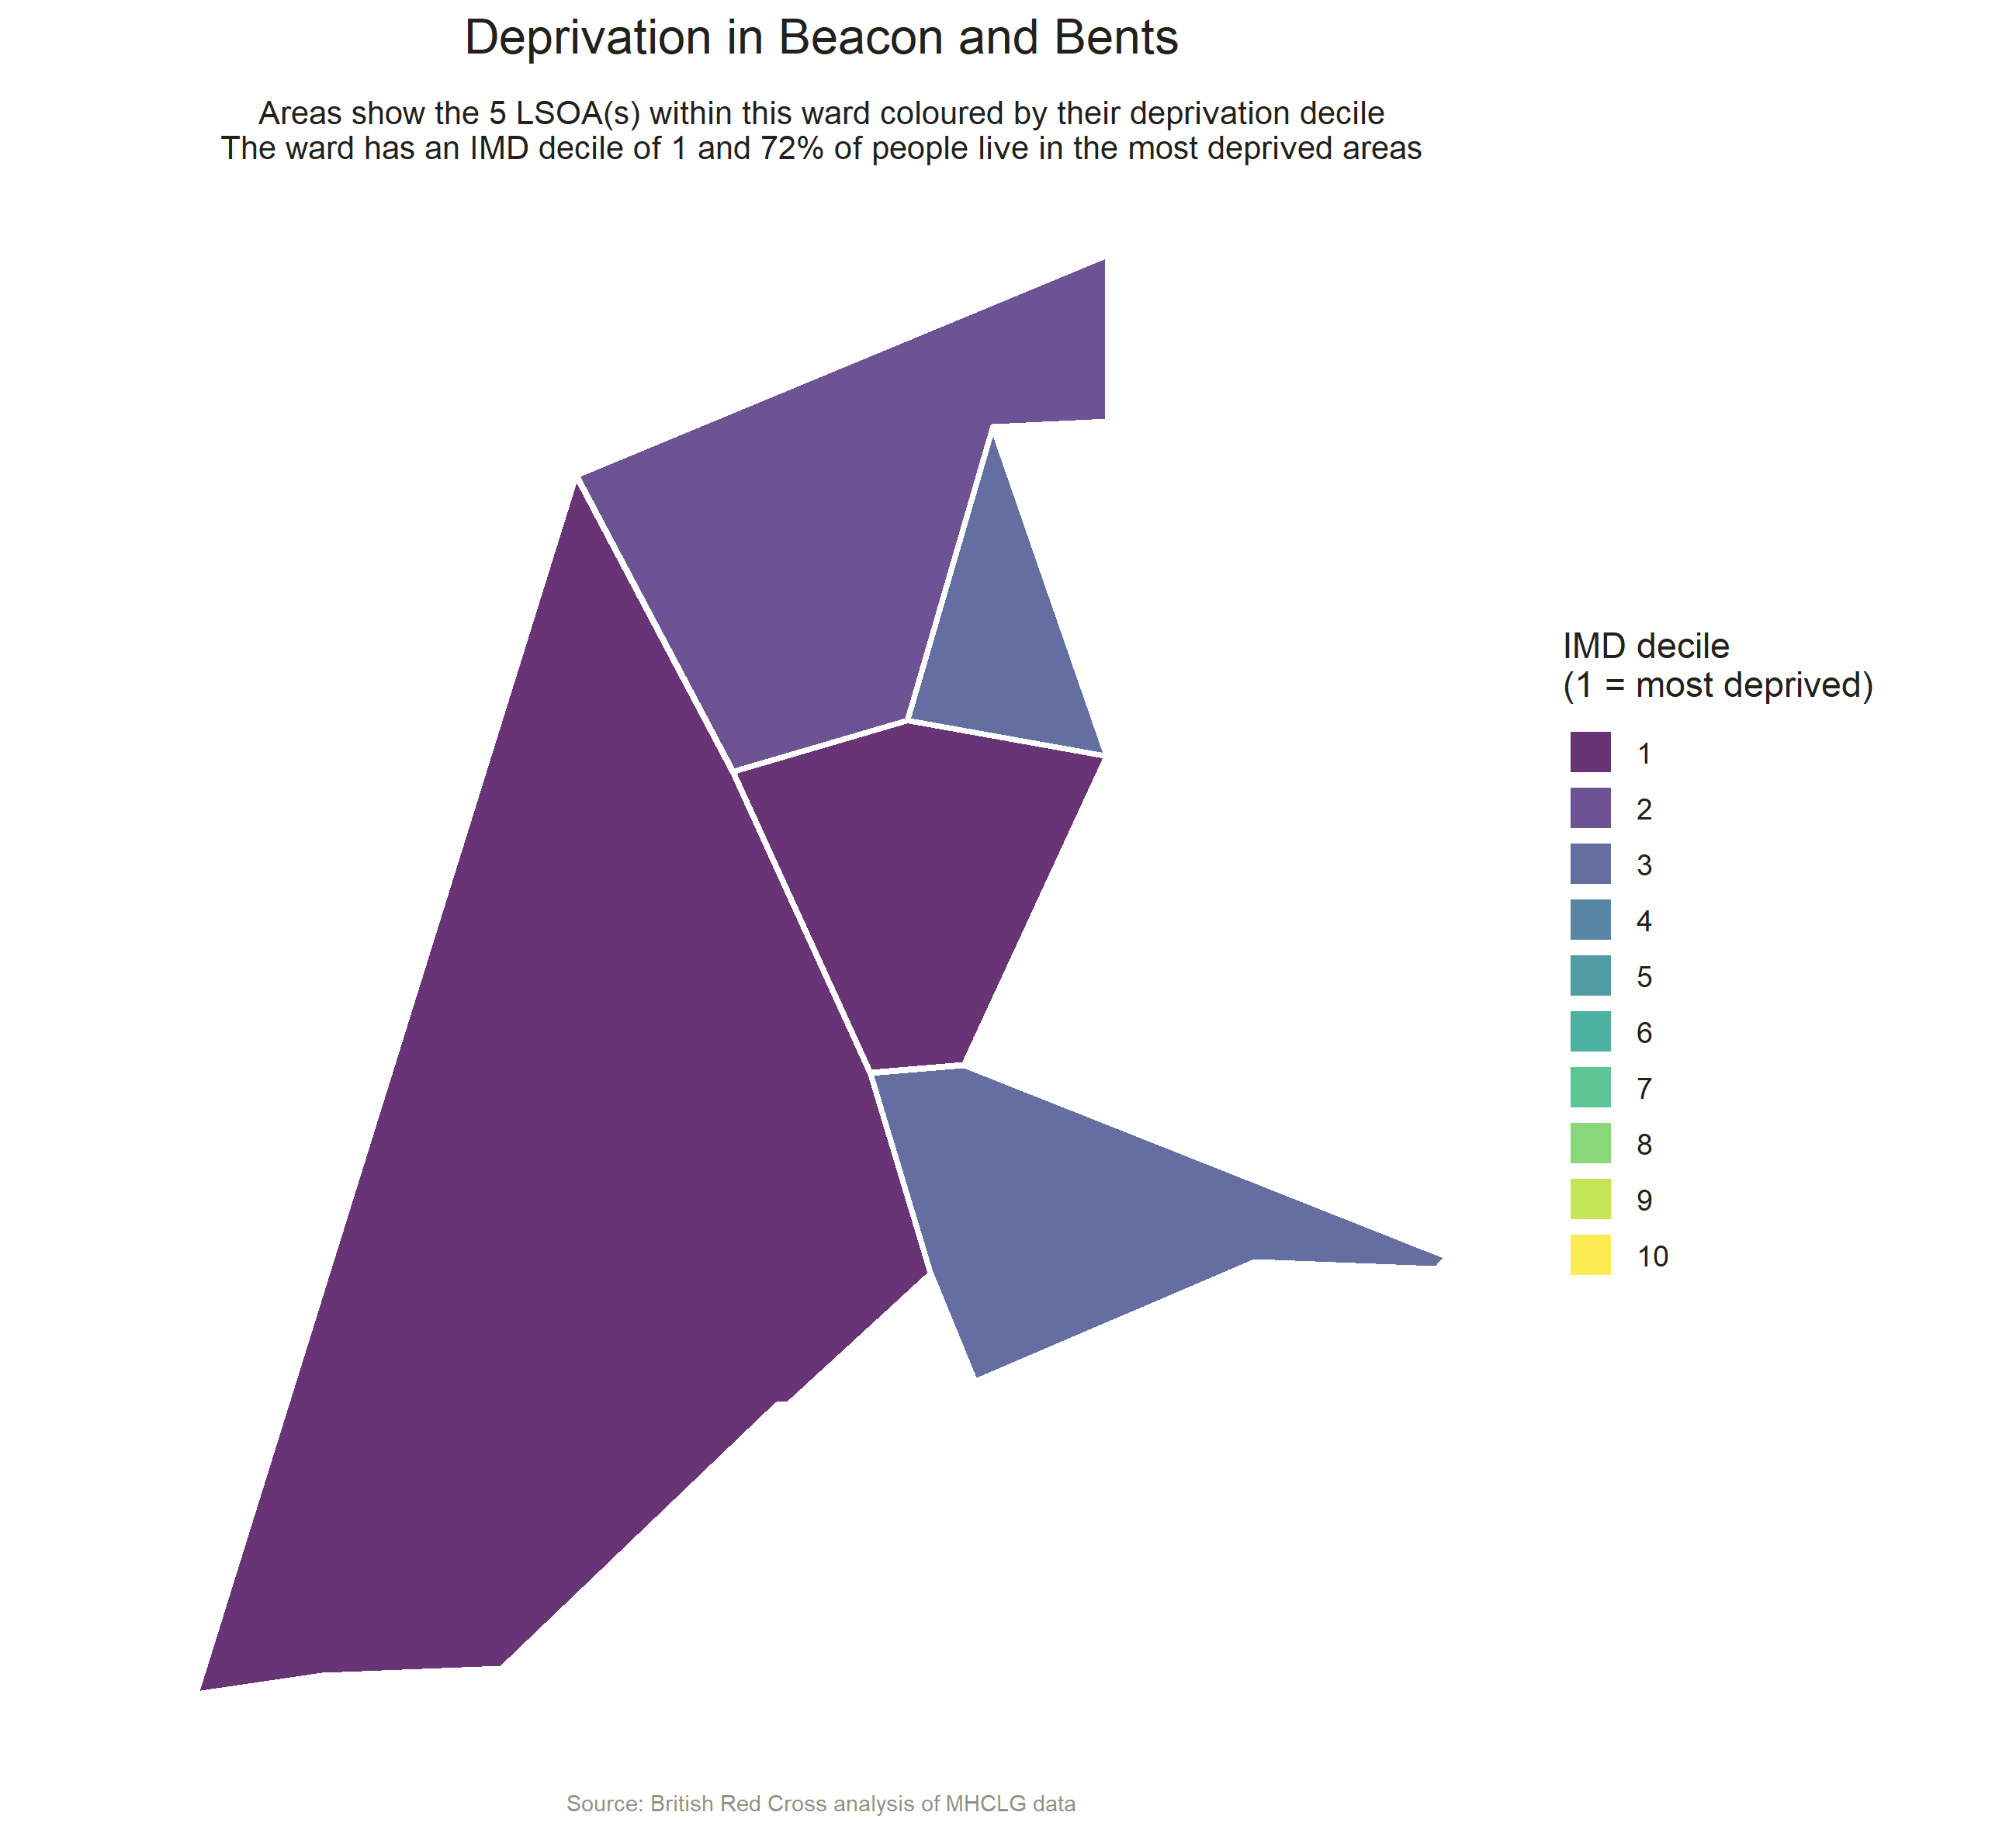 Deprivation in Beacon and Bents
Areas show the 5 LSOA(s) within this ward coloured by their deprivation decile
The ward has an IMD decile of 1 and 72% of people live in the most deprived areas
IMD decile
(1 = most deprived)
1
2
3
4
5
6
7
8
9
10
Source: British Red Cross analysis of MHCLG data